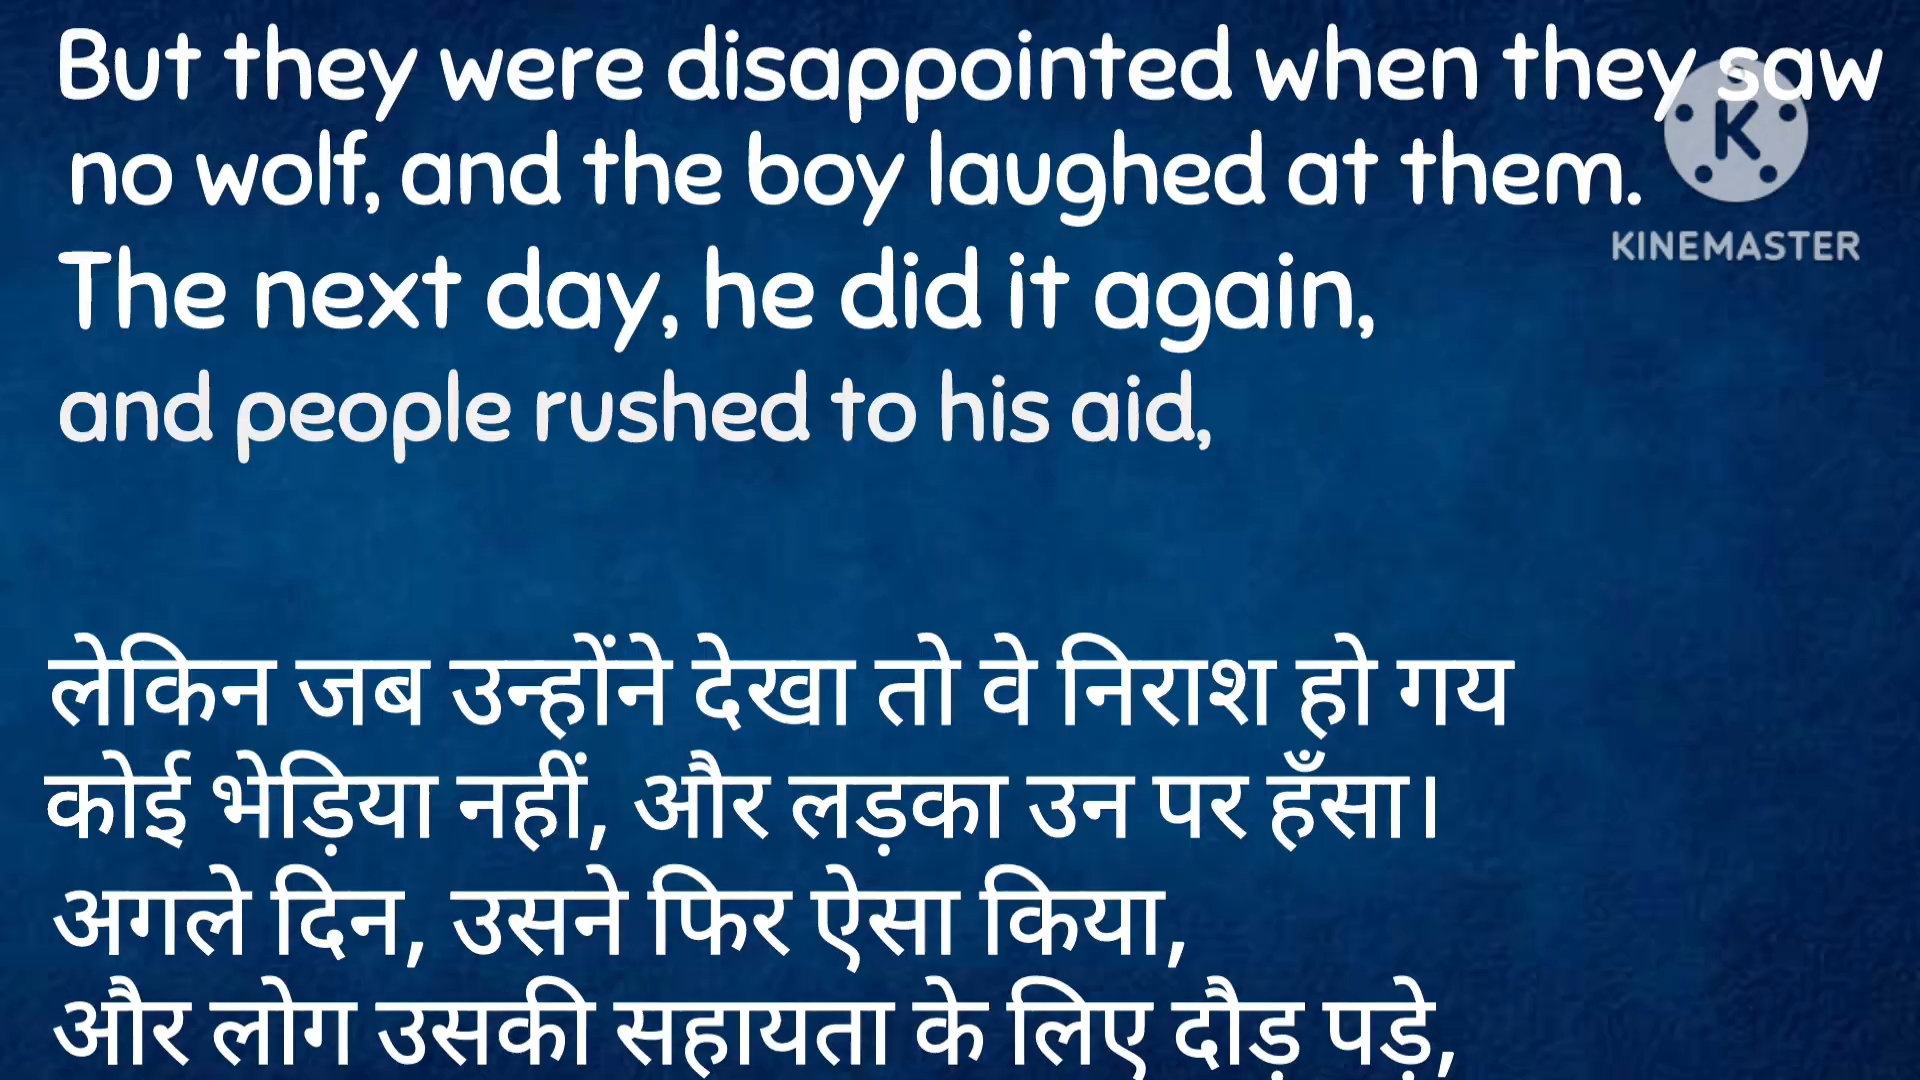 But they were disappointed when they saw
no wolf, and the boy laughed at them.
K
KINEMASTER
The next day, he did it again,
and people rushed to his aid,
लेकिन जब उन्होंने देखा तो वे निराश हो गय
कोई भेड़िया नहीं, और लड़का उन पर हँसा।
अगले दिन, उसने फिर ऐसा किया,
और लोग उसकी सहायता के लिए दौड़ पड़े,